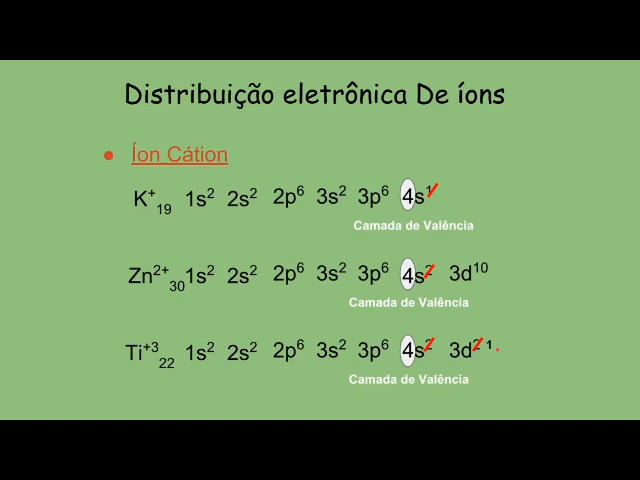 Distribuição eletrônica De íons
● Íon Cátion
K⁺₁₉ 1s² 2s² 2p⁶ 3s² 3p⁶ 4s¹
Camada de Valência
Zn²⁺₃₀ 1s² 2s² 2p⁶ 3s² 3p⁶ 4s² 3d¹⁰
Camada de Valência
Ti⁺³₂₂ 1s² 2s² 2p⁶ 3s² 3p⁶ 4s² 3d² ¹
Camada de Valência